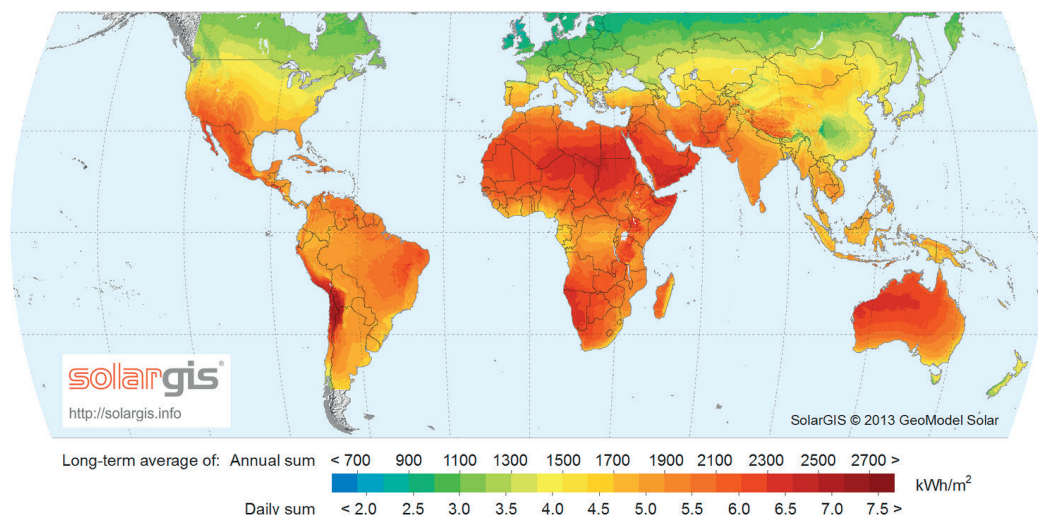 solargis®
http://solargis.info
SolarGIS © 2013 GeoModel Solar
Long-term average of: Annual sum < 700 900 1100 1300 1500 1700 1900 2100 2300 2500 2700 >
kWh/m²
Daily sum < 2.0 2.5 3.0 3.5 4.0 4.5 5.0 5.5 6.0 6.5 7.0 7.5 >